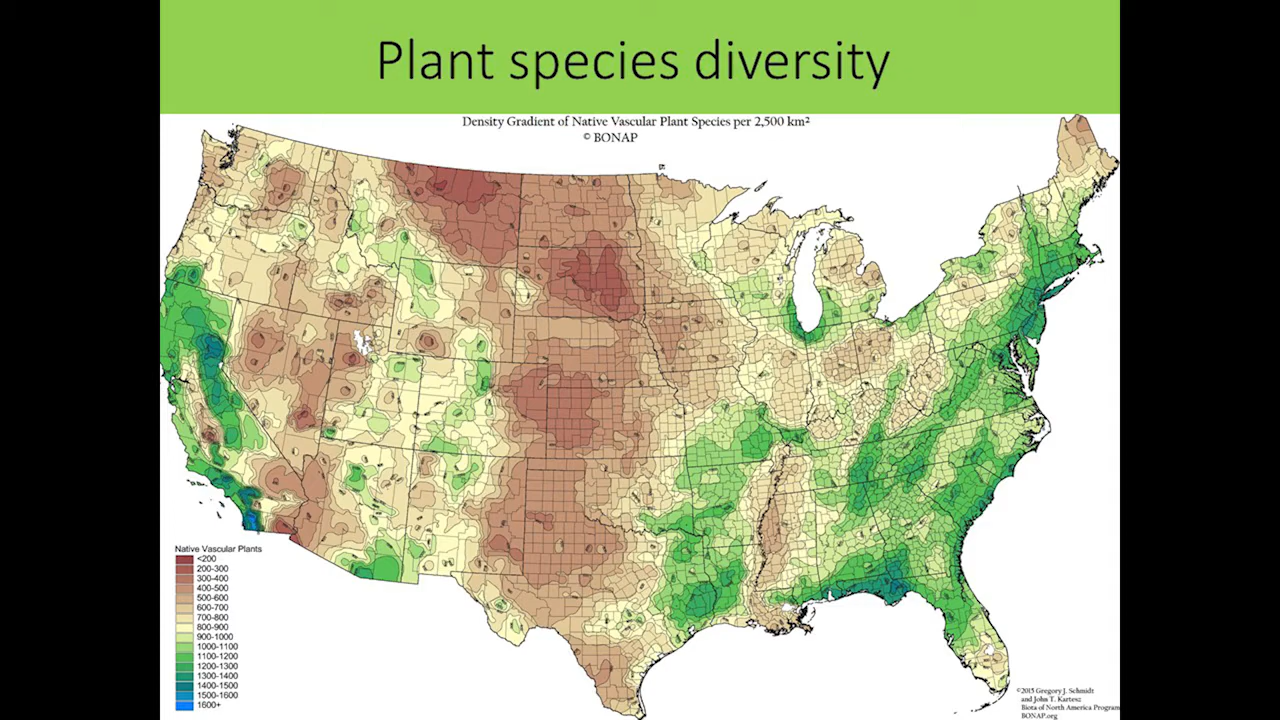 Plant species diversity
Density Gradient of Native Vascular Plant Species per 2,500 km²
© BONAP
Native Vascular Plants
<200
200-300
300-400
400-500
500-600
600-700
700-800
800-900
900-1000
1000-1100
1100-1200
1200-1300
1300-1400
1400-1500
1500-1600
1600+
©2015 Gregory J. Schmidt
and John T. Kartesz
Biota of North America Program
BONAP.org